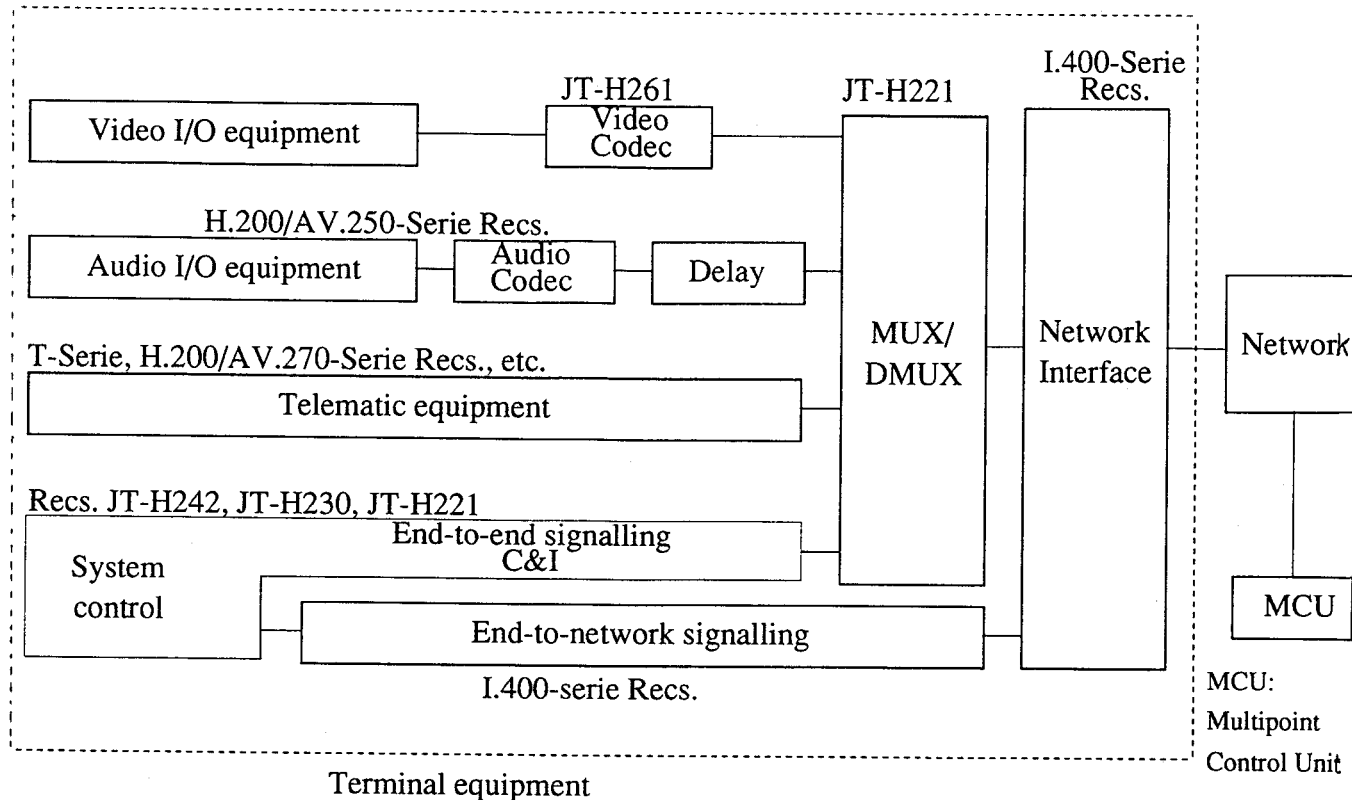 I.400-Serie
Recs.
JT-H261
JT-H221
Video I/O equipment
Video
Codec
H.200/AV.250-Serie Recs.
Audio I/O equipment
Audio
Codec
Delay
MUX/
DMUX
Network
Interface
Network
T-Serie, H.200/AV.270-Serie Recs., etc.
Telematic equipment
Recs. JT-H242, JT-H230, JT-H221
End-to-end signalling
C&I
System
control
End-to-network signalling
I.400-serie Recs.
MCU
MCU:
Multipoint
Control Unit
Terminal equipment